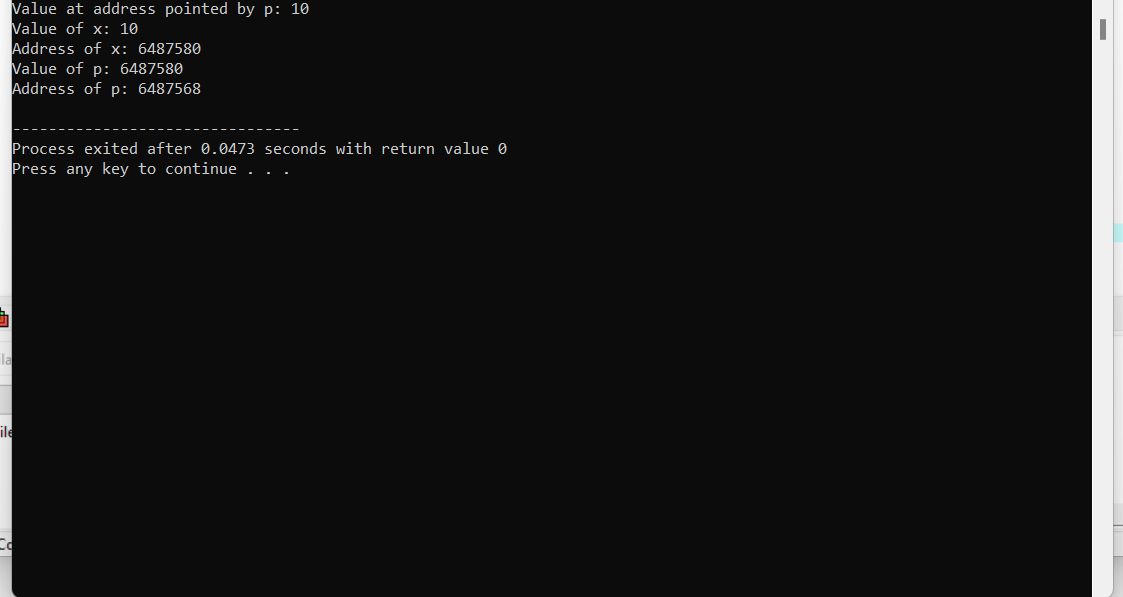 Value at address pointed by p: 10
Value of x: 10
Address of x: 6487580
Value of p: 6487580
Address of p: 6487568
--------------------------------
Process exited after 0.0473 seconds with return value 0
Press any key to continue . . .